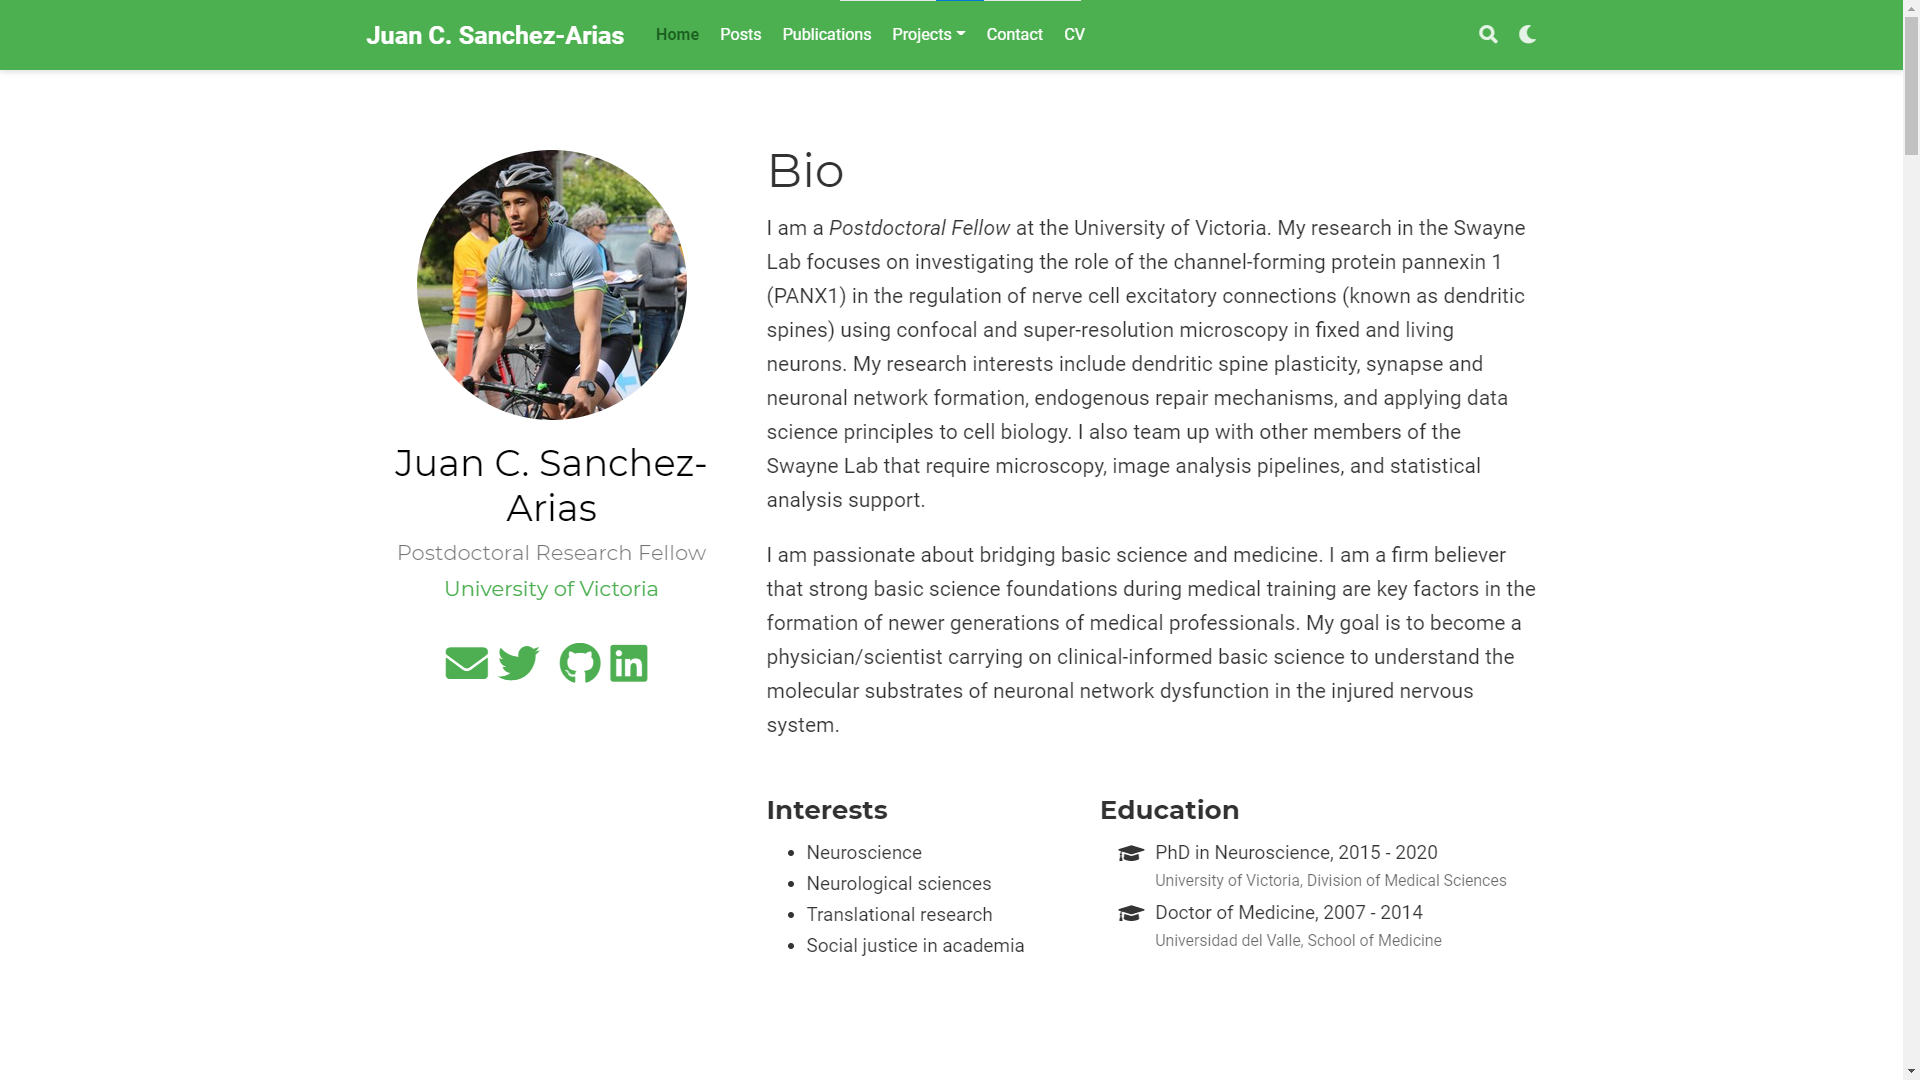 Juan C. Sanchez-Arias
Home
Posts
Publications
Projects
Contact
CV
Juan C. Sanchez-
Arias
Postdoctoral Research Fellow
University of Victoria
Bio
I am a Postdoctoral Fellow at the University of Victoria. My research in the Swayne
Lab focuses on investigating the role of the channel-forming protein pannexin 1
(PANX1) in the regulation of nerve cell excitatory connections (known as dendritic
spines) using confocal and super-resolution microscopy in fixed and living
neurons. My research interests include dendritic spine plasticity, synapse and
neuronal network formation, endogenous repair mechanisms, and applying data
science principles to cell biology. I also team up with other members of the
Swayne Lab that require microscopy, image analysis pipelines, and statistical
analysis support.
I am passionate about bridging basic science and medicine. I am a firm believer
that strong basic science foundations during medical training are key factors in the
formation of newer generations of medical professionals. My goal is to become a
physician/scientist carrying on clinical-informed basic science to understand the
molecular substrates of neuronal network dysfunction in the injured nervous
system.
Interests
Neuroscience
Neurological sciences
Translational research
Social justice in academia
Education
PhD in Neuroscience, 2015 - 2020
University of Victoria, Division of Medical Sciences
Doctor of Medicine, 2007 - 2014
Universidad del Valle, School of Medicine